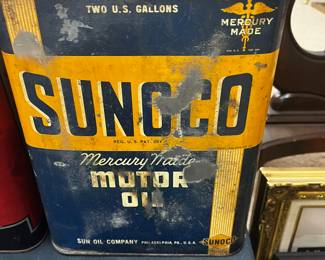 TWO U.S. GALLONS
MERCURY
MADE
SUNOCO
REG. U.S. PAT. OFF.
Mercury Made
MOTOR
OIL
SUN OIL COMPANY PHILADELPHIA, PA., U.S.A.
SUNOCO